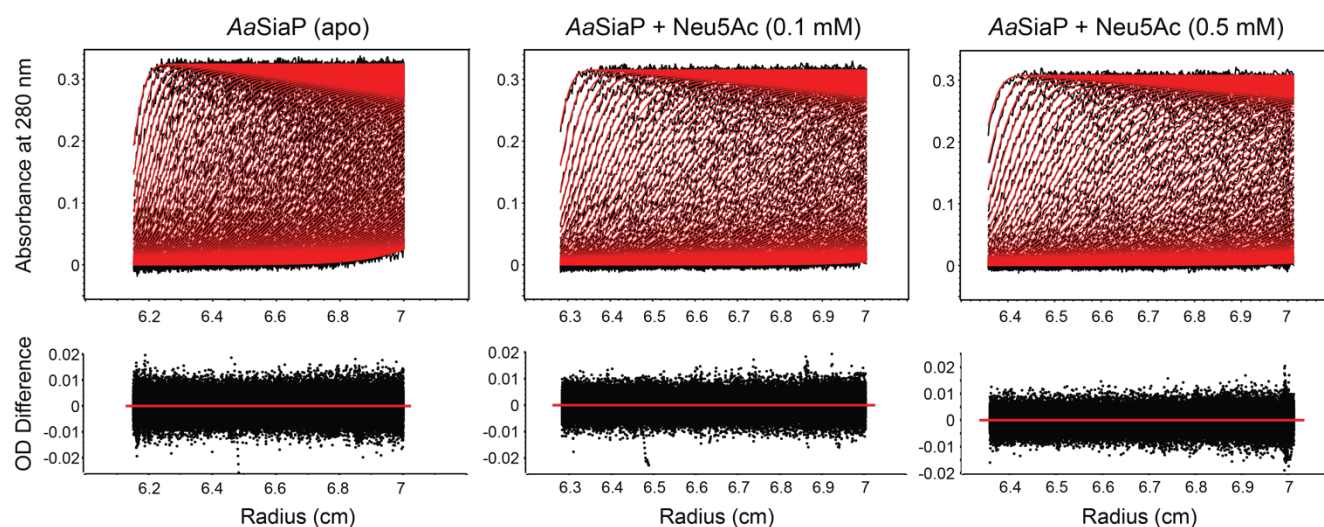 AaSiaP (apo)
AaSiaP + Neu5Ac (0.1 mM)
AaSiaP + Neu5Ac (0.5 mM)
Absorbance at 280 nm
0.3
0.2
0.1
0
6.2 6.4 6.6 6.8 7
0.3
0.2
0.1
0
6.3 6.4 6.5 6.6 6.7 6.8 6.9 7
0.3
0.2
0.1
0
6.4 6.5 6.6 6.7 6.8 6.9 7
OD Difference
0.02
0.01
0
-0.01
-0.02
6.2 6.4 6.6 6.8 7
Radius (cm)
0.02
0.01
0
-0.01
-0.02
6.3 6.4 6.5 6.6 6.7 6.8 6.9 7
Radius (cm)
0.02
0.01
0
-0.01
-0.02
6.4 6.5 6.6 6.7 6.8 6.9 7
Radius (cm)